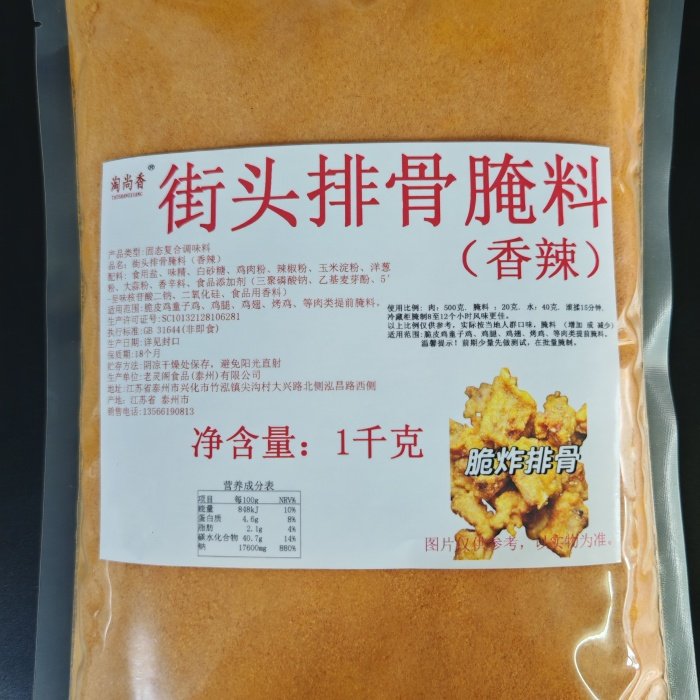 淘尚香®
街头排骨腌料
（香辣）
产品类型:固态复合调味料
品名：街头排骨腌料（香辣）
配料：食用盐、味精、白砂糖、鸡肉粉、辣椒粉、玉米淀粉、洋葱
粉、大蒜粉、香辛料、食品添加剂（三聚磷酸钠、乙基麦芽酚、5'
-呈味核苷酸二钠、二氧化硅、食品用香料）
适用范围:脆皮鸡童子鸡、鸡腿、鸡翅、烤鸡、等肉类提前腌料，
生产许可证号:SC10132128106281
执行标准:GB 31644(非即食)
生产日期:详见封口
保质期:18个月
贮存方法:阴凉干燥处保存，避免阳光直射
生产单位:老灵阁食品(泰州)有限公司
地址:江苏省泰州市兴化市竹泓镇尖沟村大兴路北侧泓昌路西侧
产地: 江苏省 泰州市
销售电话:13566190813
使用比例：肉：500克，腌料 ：20克，水：40克，滚揉15分钟，
冷藏柜腌制8至12个小时风味更佳。
以上比例仅供参考，实际按当地人群口味，腌料 （增加 或 减少）
适用范围：脆皮鸡童子鸡、鸡腿、鸡翅、烤鸡、等肉类提前腌料，
温馨提示！前期少量先做测试，在批量腌制。
净含量：1千克
脆炸排骨
图片仅供参考，以实物为准。
营养成分表
项目 每100g NRV%
能量 848kJ 10%
蛋白质 4.6g 8%
脂肪 2.1g 4%
碳水化合物 40.7g 14%
钠 17600mg 880%